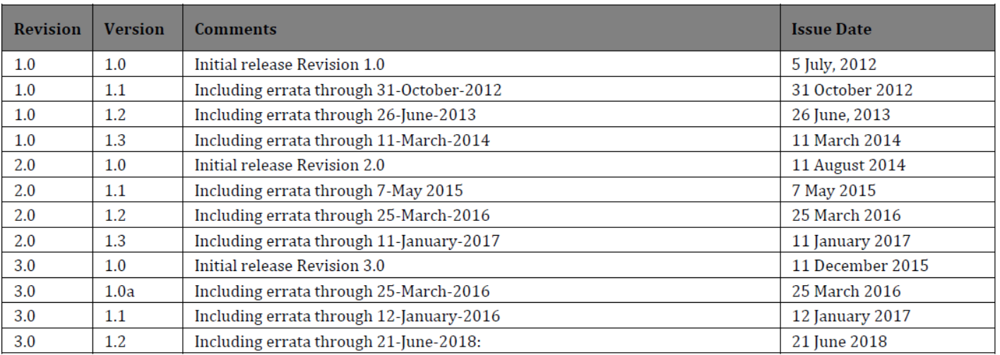 Revision Version Comments Issue Date
1.0 1.0 Initial release Revision 1.0 5 July, 2012
1.0 1.1 Including errata through 31-October-2012 31 October 2012
1.0 1.2 Including errata through 26-June-2013 26 June, 2013
1.0 1.3 Including errata through 11-March-2014 11 March 2014
2.0 1.0 Initial release Revision 2.0 11 August 2014
2.0 1.1 Including errata through 7-May 2015 7 May 2015
2.0 1.2 Including errata through 25-March-2016 25 March 2016
2.0 1.3 Including errata through 11-January-2017 11 January 2017
3.0 1.0 Initial release Revision 3.0 11 December 2015
3.0 1.0a Including errata through 25-March-2016 25 March 2016
3.0 1.1 Including errata through 12-January-2016 12 January 2017
3.0 1.2 Including errata through 21-June-2018: 21 June 2018